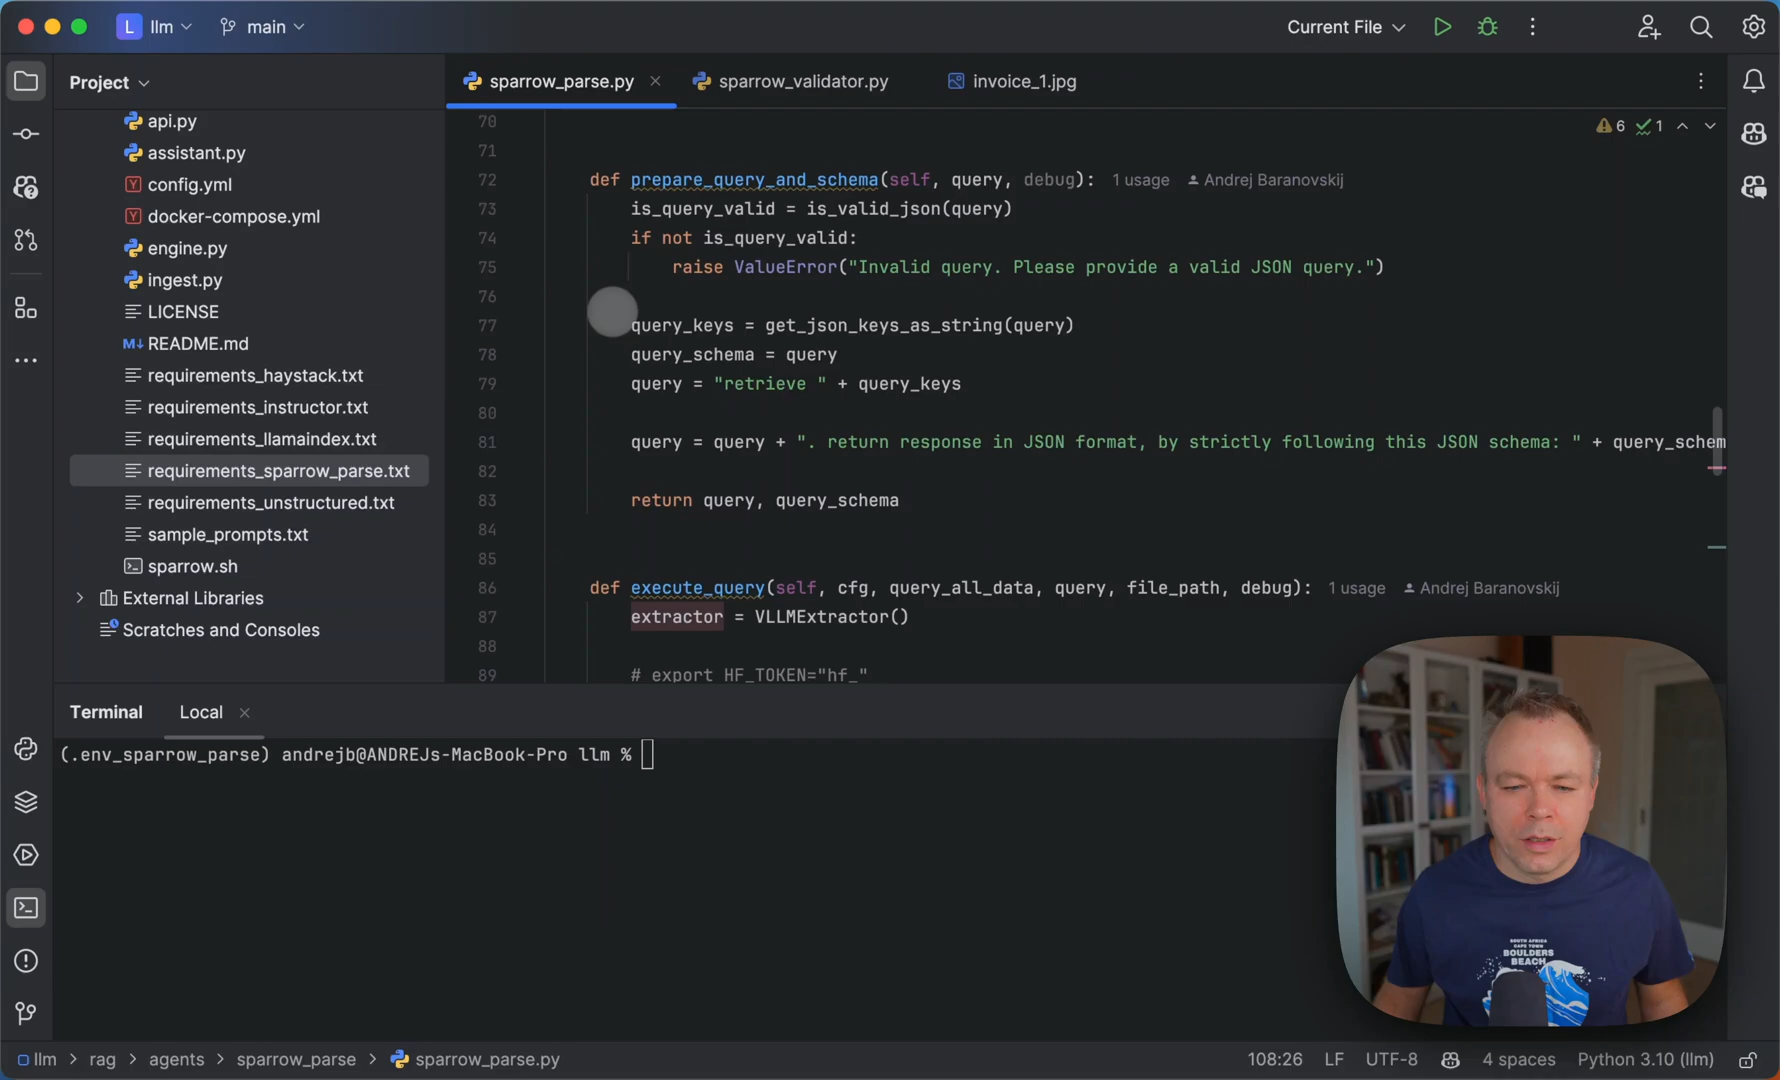 L llm
main
Current File
Project
sparrow_parse.py
sparrow_validator.py
invoice_1.jpg
api.py
assistant.py
Y config.yml
Y docker-compose.yml
engine.py
ingest.py
LICENSE
M↓ README.md
requirements_haystack.txt
requirements_instructor.txt
requirements_llamaindex.txt
requirements_sparrow_parse.txt
requirements_unstructured.txt
sample_prompts.txt
sparrow.sh
External Libraries
Scratches and Consoles
6 1
70
71
72 def prepare_query_and_schema(self, query, debug): 1 usage Andrej Baranovskij
73 is_query_valid = is_valid_json(query)
74 if not is_query_valid:
75 raise ValueError("Invalid query. Please provide a valid JSON query.")
76
77 query_keys = get_json_keys_as_string(query)
78 query_schema = query
79 query = "retrieve " + query_keys
80
81 query = query + ". return response in JSON format, by strictly following this JSON schema: " + query_schem
82
83 return query, query_schema
84
85
86 def execute_query(self, cfg, query_all_data, query, file_path, debug): 1 usage Andrej Baranovskij
87 extractor = VLLMExtractor()
88
89 # export HF_TOKEN="hf_"
Terminal
Local
(.env_sparrow_parse) andrejb@ANDREJs-MacBook-Pro llm %
SOUTH AFRICA
CAPE TOWN
BOULDERS
BEACH
llm > rag > agents > sparrow_parse > sparrow_parse.py
108:26 LF UTF-8 4 spaces Python 3.10 (llm)